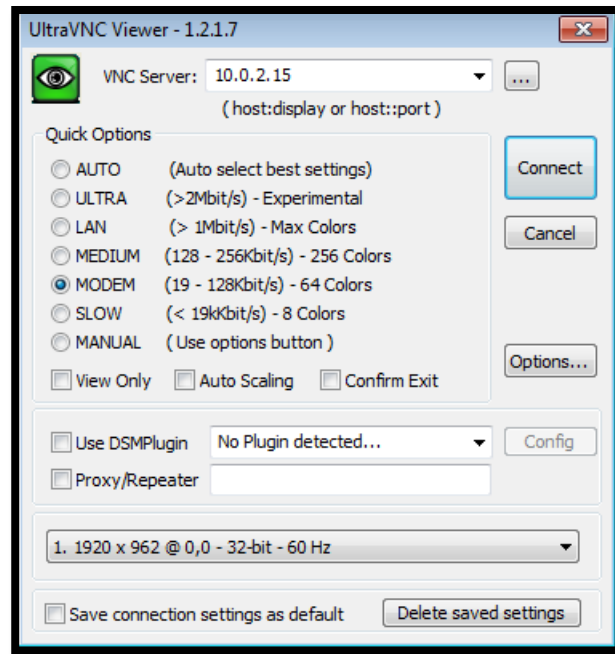 UltraVNC Viewer - 1.2.1.7
VNC Server: 10.0.2.15 ...
( host:display or host::port )
Quick Options
AUTO (Auto select best settings)
ULTRA (>2Mbit/s) - Experimental
LAN (> 1Mbit/s) - Max Colors
MEDIUM (128 - 256Kbit/s) - 256 Colors
MODEM (19 - 128Kbit/s) - 64 Colors
SLOW (< 19kKbit/s) - 8 Colors
MANUAL ( Use options button )
View Only Auto Scaling Confirm Exit
Connect
Cancel
Options...
Use DSMPlugin No Plugin detected... Config
Proxy/Repeater
1. 1920 x 962 @ 0,0 - 32-bit - 60 Hz
Save connection settings as default Delete saved settings